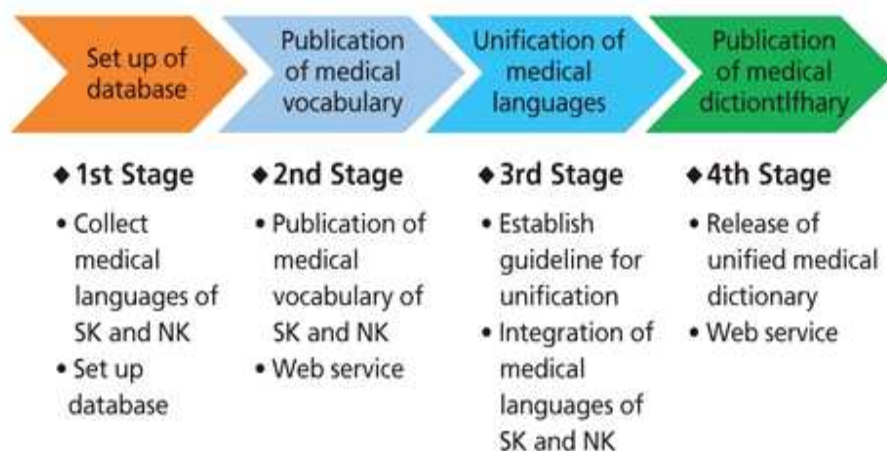 Set up of
database
Publication
of medical
vocabulary
Unification of
medical
languages
Publication
of medical
dictiontlfhary
◆ 1st Stage
• Collect
medical
languages of
SK and NK
• Set up
database
◆ 2nd Stage
• Publication of
medical
vocabulary of
SK and NK
• Web service
◆ 3rd Stage
• Establish
guideline for
unification
• Integration of
medical
languages of
SK and NK
◆ 4th Stage
• Release of
unified medical
dictionary
• Web service